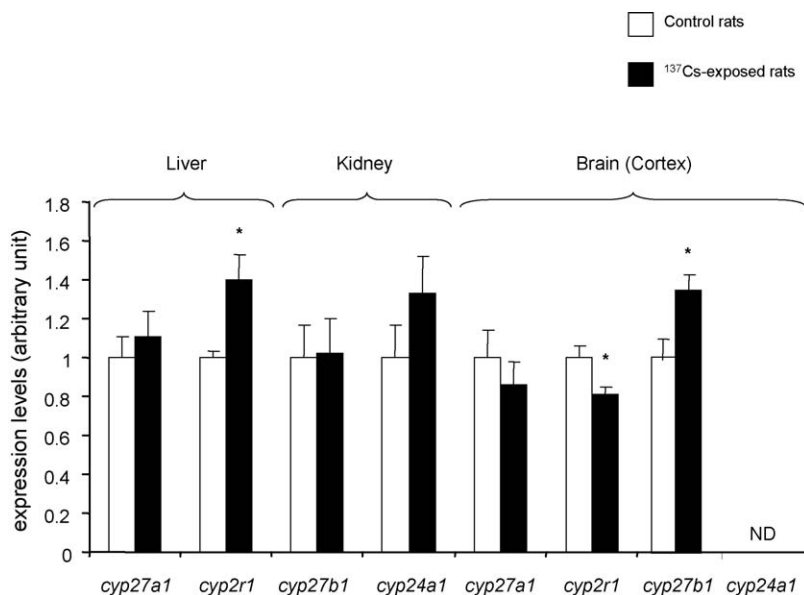 Control rats
¹³⁷Cs-exposed rats
Liver Kidney Brain (Cortex)
expression levels (arbitrary unit)
1.8
1.6
1.4
1.2
1
0.8
0.6
0.4
0.2
0
*
*
*
ND
cyp27a1 cyp2r1 cyp27b1 cyp24a1 cyp27a1 cyp2r1 cyp27b1 cyp24a1